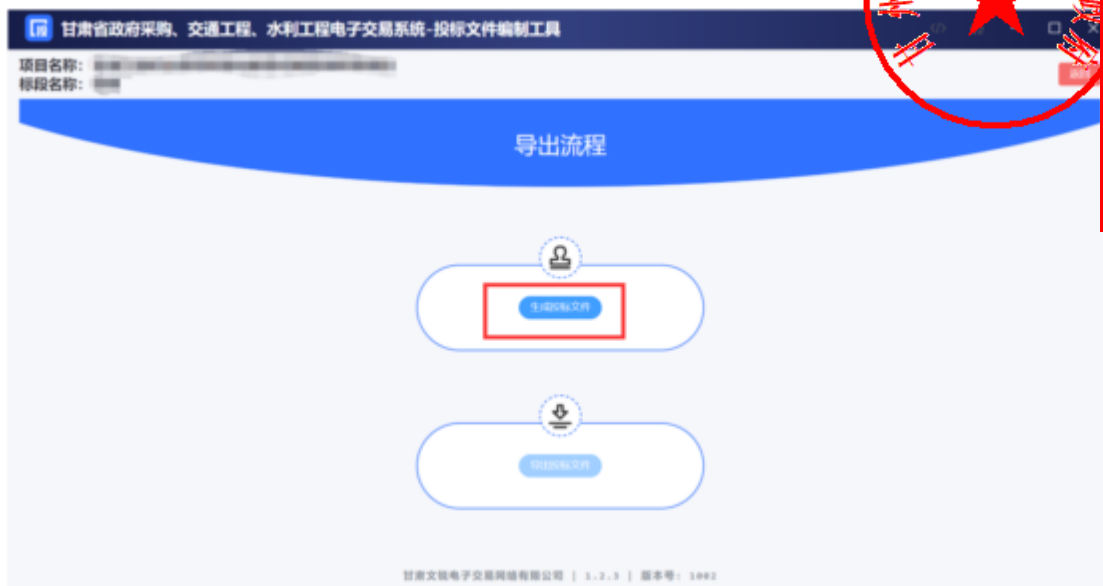 甘肃省政府采购、交通工程、水利工程电子交易系统-投标文件编制工具
项目名称:
标段名称:
返回
导出流程
生成投标文件
导出投标文件
甘肃文锐电子交易网络有限公司 | 1.2.3 | 版本号: 1002